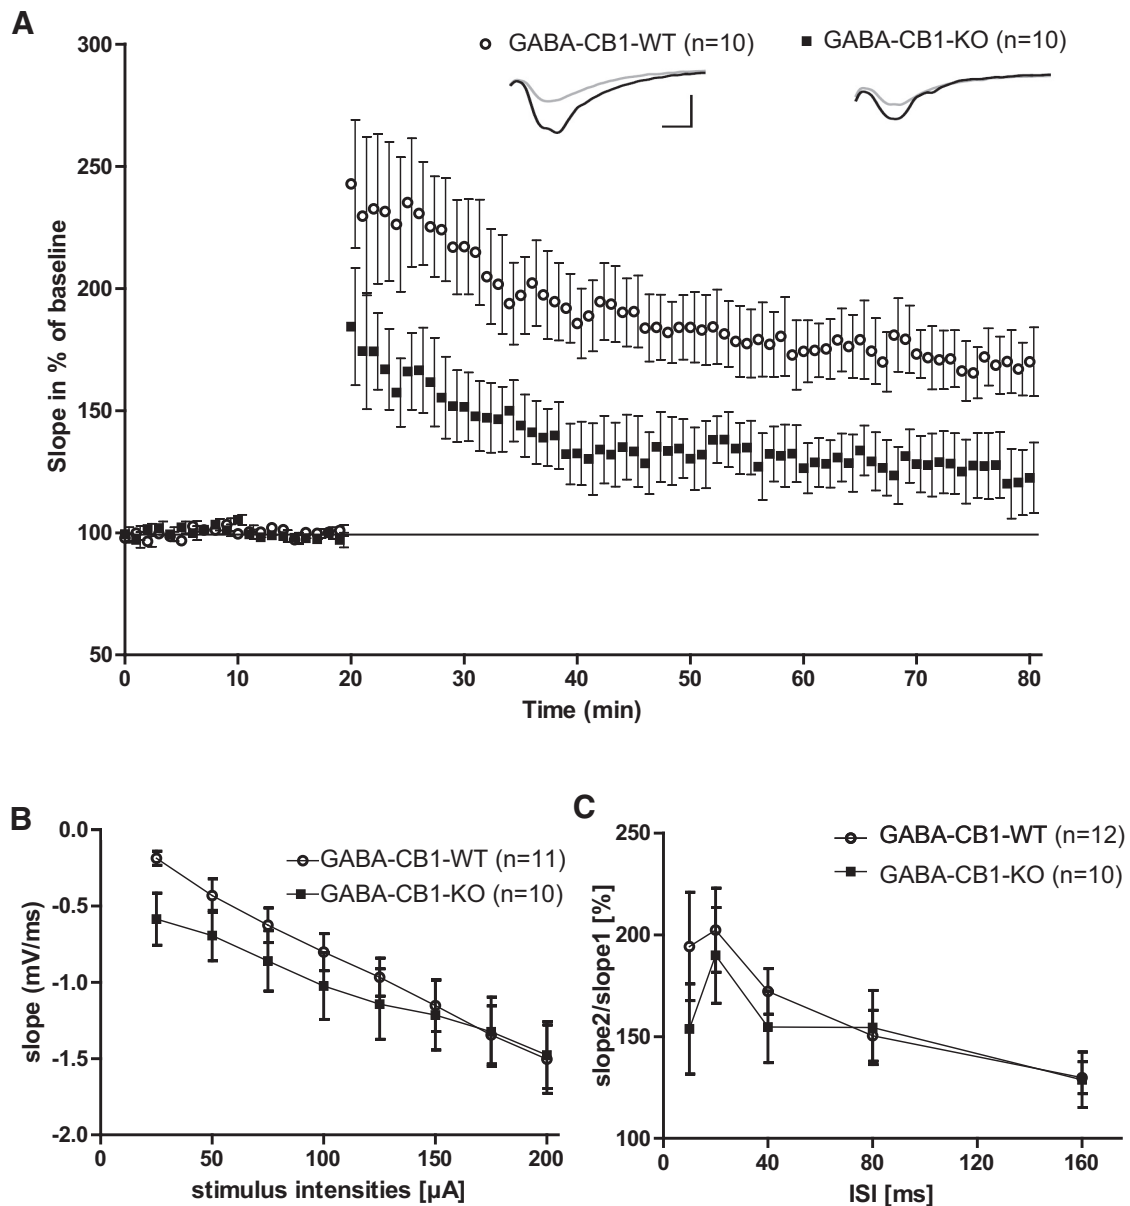 A
GABA-CB1-WT (n=10)
GABA-CB1-KO (n=10)
300
250
200
150
100
50
Slope in % of baseline
0 10 20 30 40 50 60 70 80
Time (min)
B
GABA-CB1-WT (n=11)
GABA-CB1-KO (n=10)
0.0
-0.5
-1.0
-1.5
-2.0
slope (mV/ms)
0 50 100 150 200
stimulus intensities [µA]
C
GABA-CB1-WT (n=12)
GABA-CB1-KO (n=10)
250
200
150
100
slope2/slope1 [%]
0 40 80 120 160
ISI [ms]